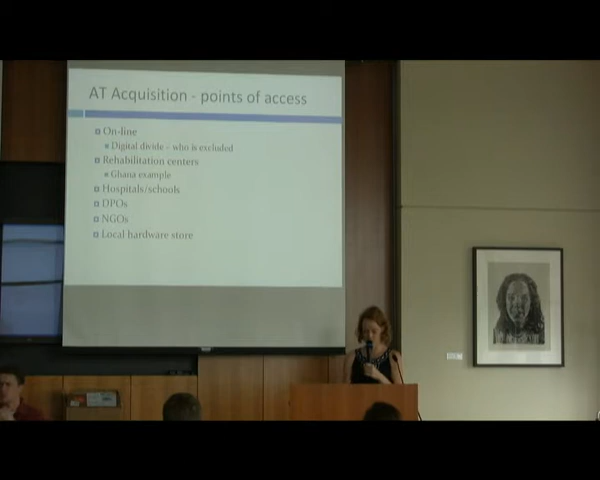 AT Acquisition - points of access
On-line
Digital divide – who is excluded
Rehabilitation centers
Ghana example
Hospitals/schools
DPOs
NGOs
Local hardware store